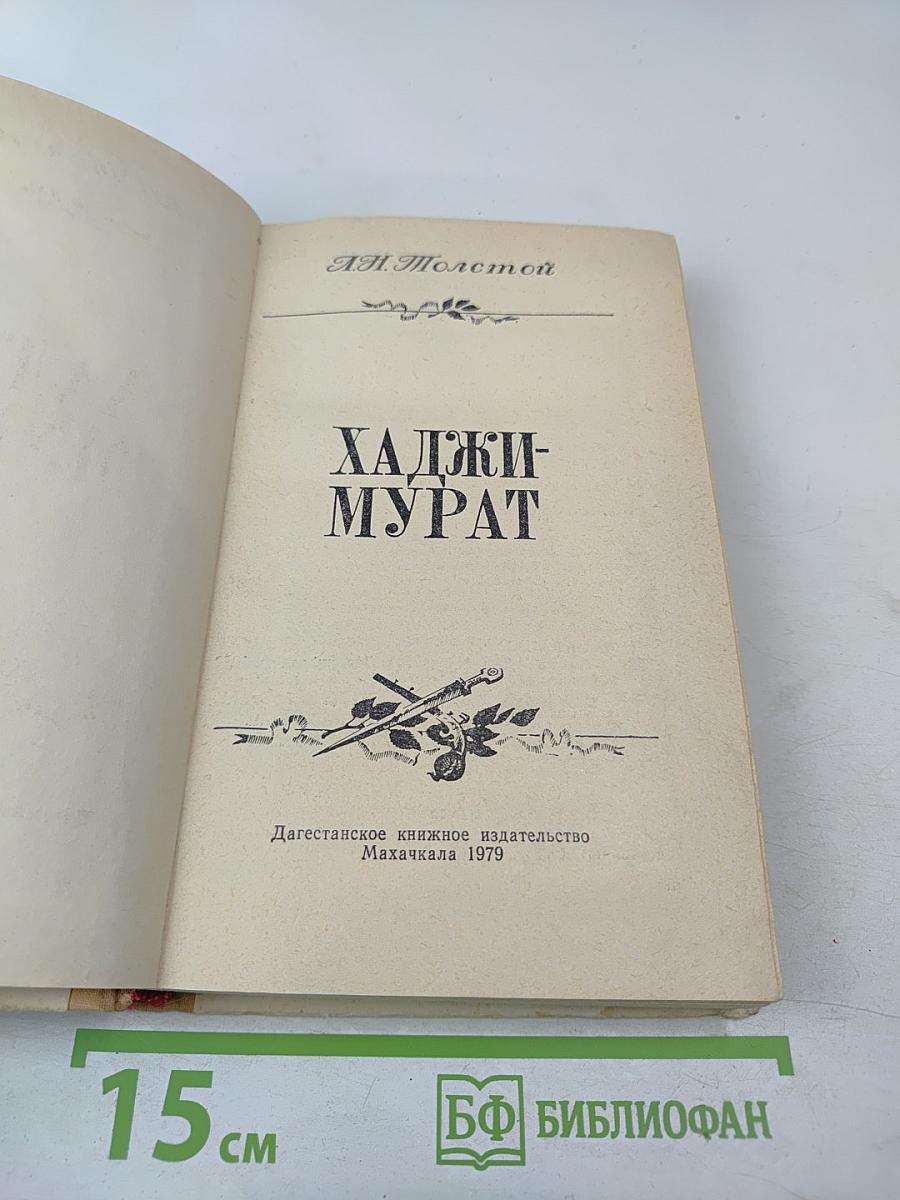 Л.Н.Толстой
ХАДЖИ-
МУРАТ
Дагестанское книжное издательство
Махачкала 1979
15 см
БФ БИБЛИОФАН